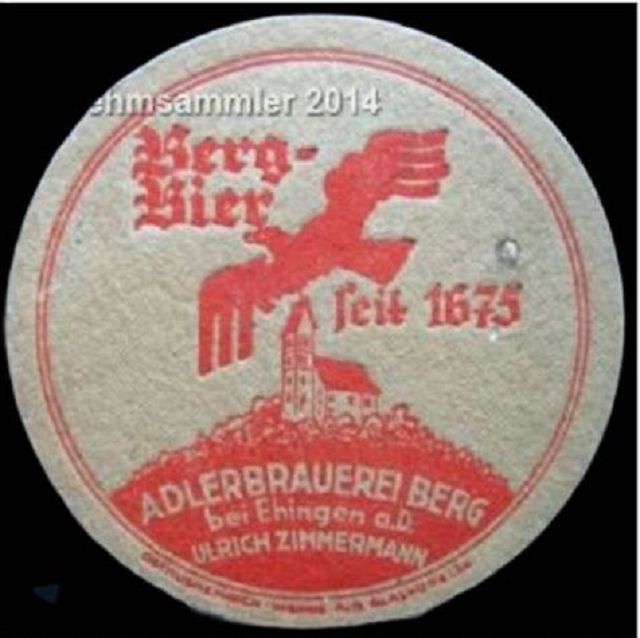 ehmsammler 2014
Berg-
Bier
seit 1675
ADLERBRAUEREI BERG
bei Ehingen a.D.
ULRICH ZIMMERMANN